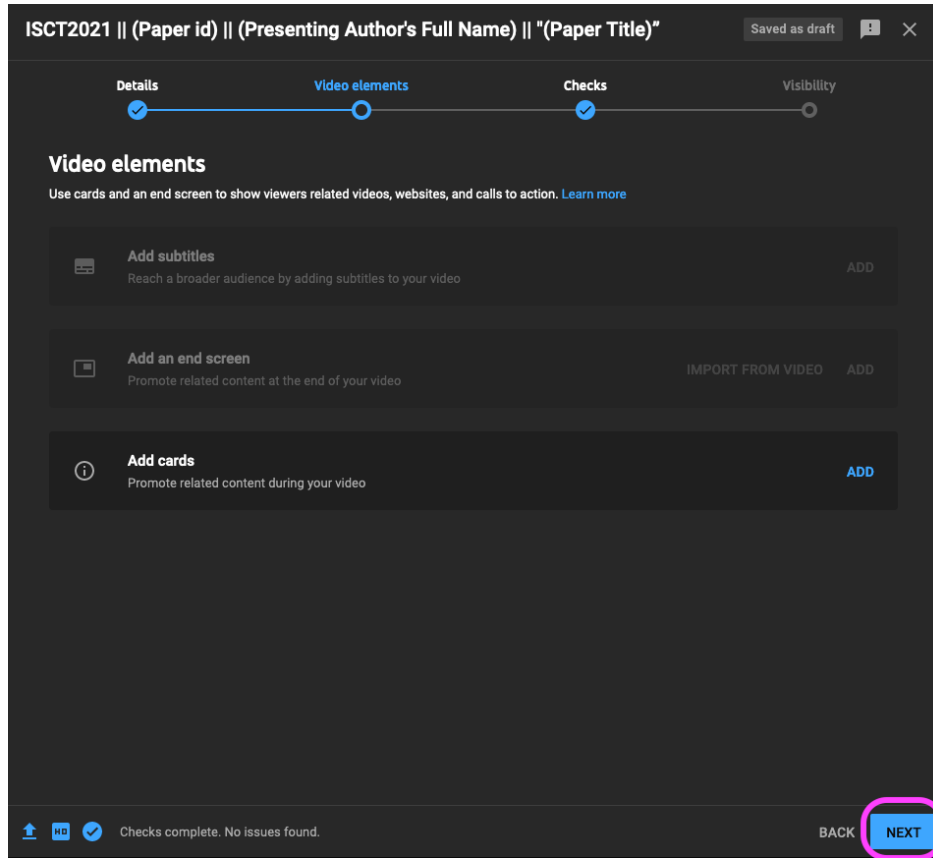 ISCT2021 || (Paper id) || (Presenting Author's Full Name) || "(Paper Title)”
Saved as draft
Details
Video elements
Checks
Visibility
Video elements
Use cards and an end screen to show viewers related videos, websites, and calls to action. Learn more
Add subtitles
Reach a broader audience by adding subtitles to your video
ADD
Add an end screen
Promote related content at the end of your video
IMPORT FROM VIDEO
ADD
Add cards
Promote related content during your video
ADD
HD
Checks complete. No issues found.
BACK
NEXT